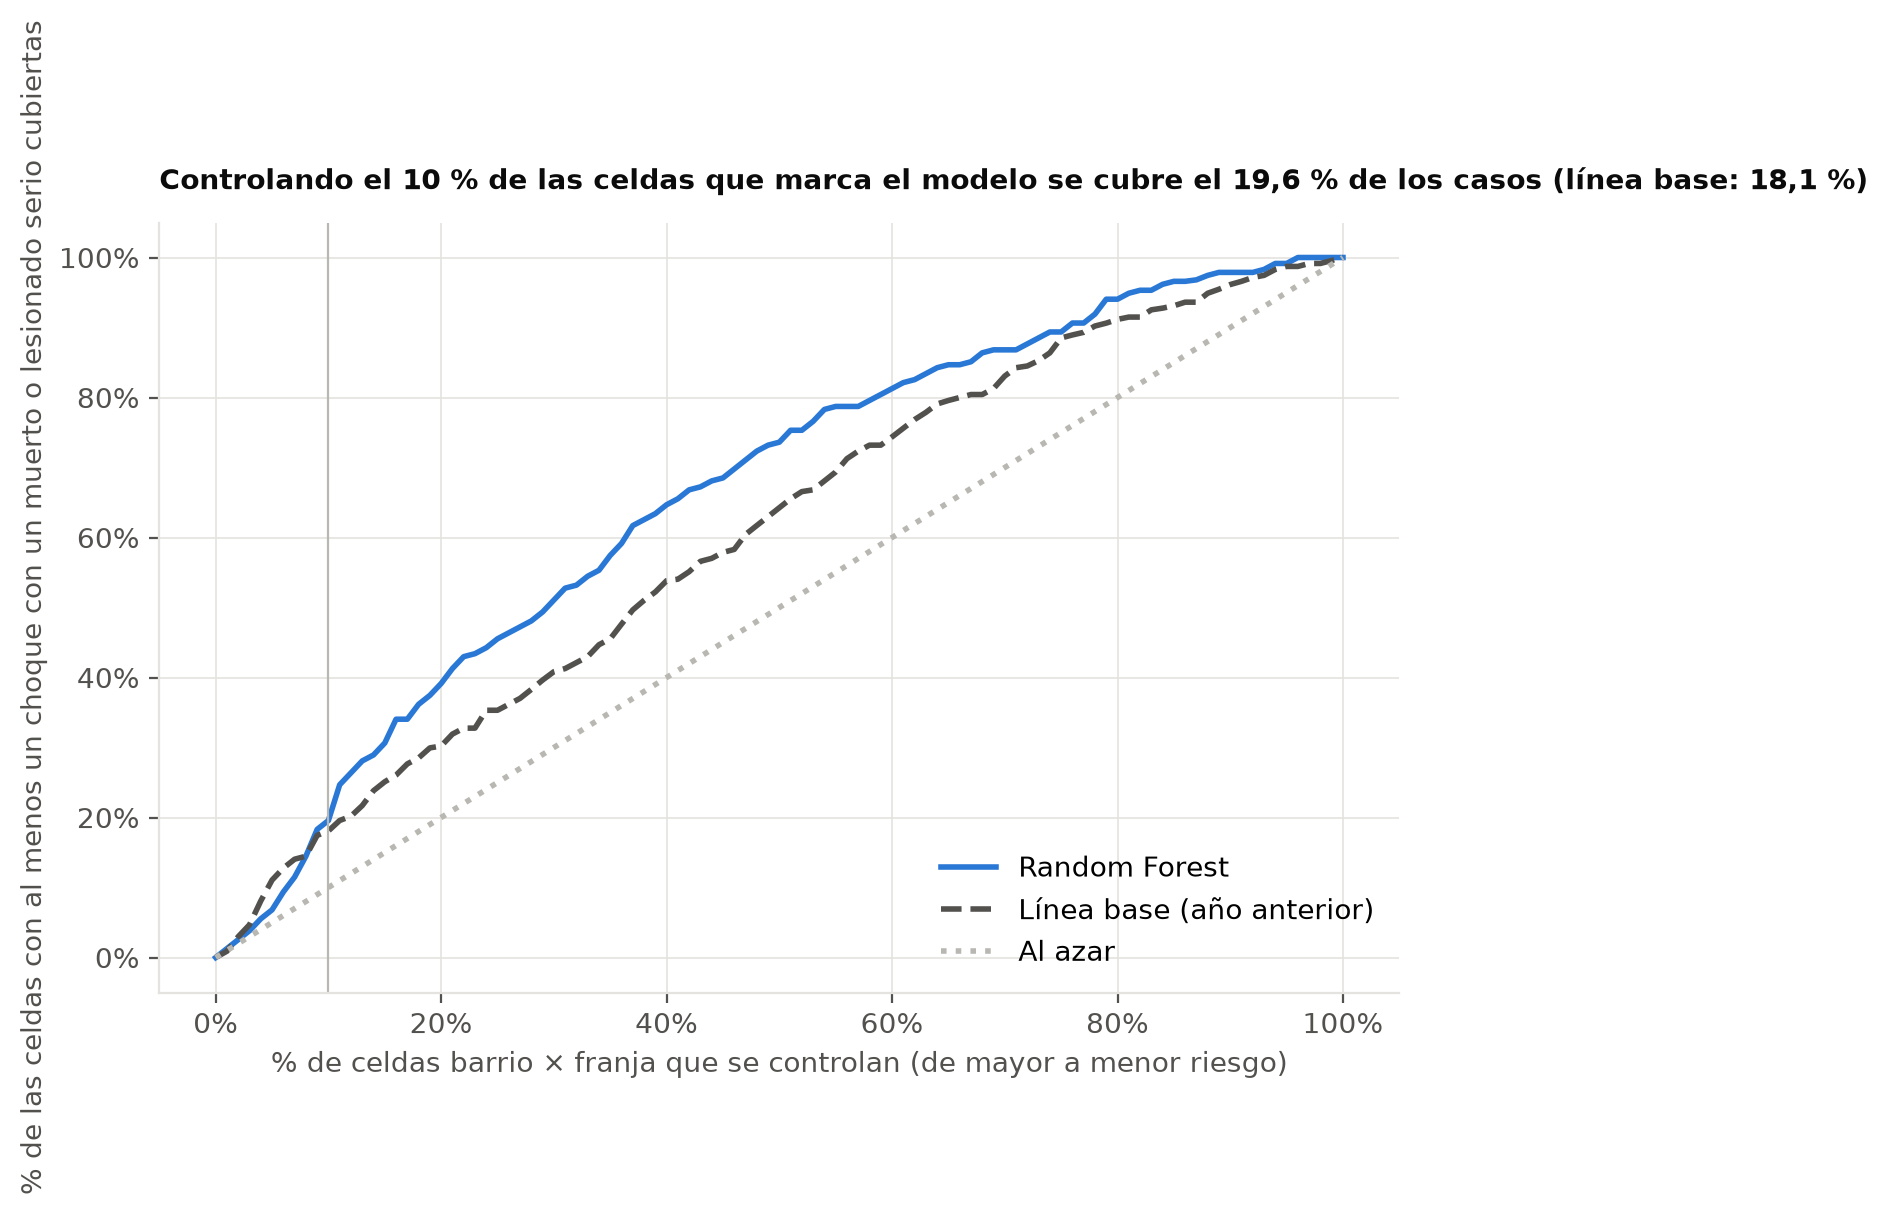 Controlando el 10 % de las celdas que marca el modelo se cubre el 19,6 % de los casos (línea base: 18,1 %)
% de las celdas con al menos un choque con un muerto o lesionado serio cubiertas
100%
80%
60%
40%
20%
0%
Random Forest
Línea base (año anterior)
Al azar
0% 20% 40% 60% 80% 100%
% de celdas barrio × franja que se controlan (de mayor a menor riesgo)